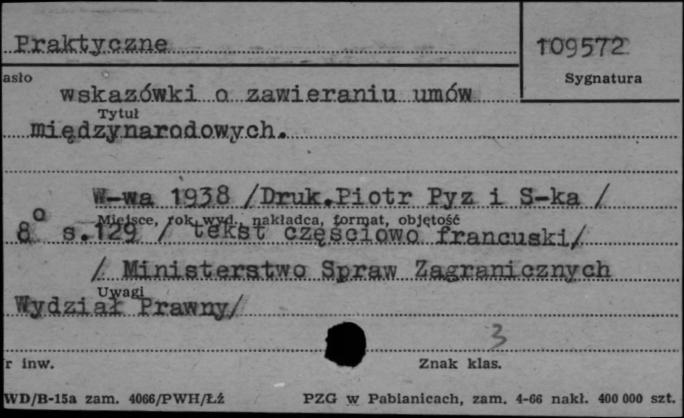 Praktyczne
109572
asło
Sygnatura
wskazówki o zawieraniu umów
Tytuł
międzynarodowych.
W-wa 1938 /Druk.Piotr Pyz i S-ka /
Miejsce, rok wyd., nakładca, format, objętość
8° s.129 / tekst częściowo francuski/
/ Ministerstwo Spraw Zagranicznych
Uwagi
Wydział Prawny/
3
r inw.
Znak klas.
WD/B-15a zam. 4066/PWH/Łź
PZG w Pabianicach, zam. 4-66 nakł. 400 000 szt.